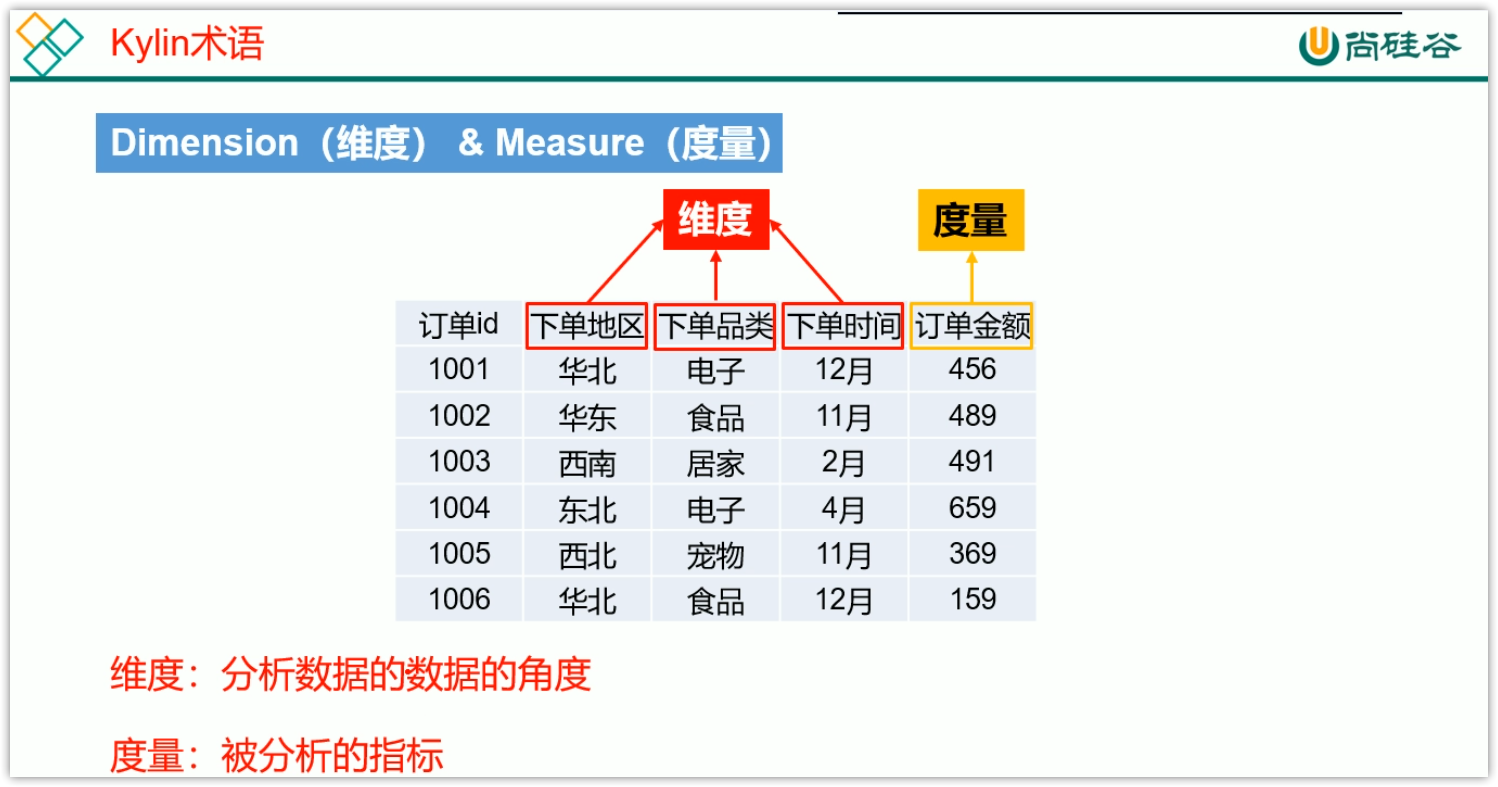 Kylin术语
尚硅谷
Dimension（维度） & Measure（度量）
维度 度量
订单id 下单地区 下单品类 下单时间 订单金额
1001 华北 电子 12月 456
1002 华东 食品 11月 489
1003 西南 居家 2月 491
1004 东北 电子 4月 659
1005 西北 宠物 11月 369
1006 华北 食品 12月 159
维度：分析数据的数据的角度
度量：被分析的指标